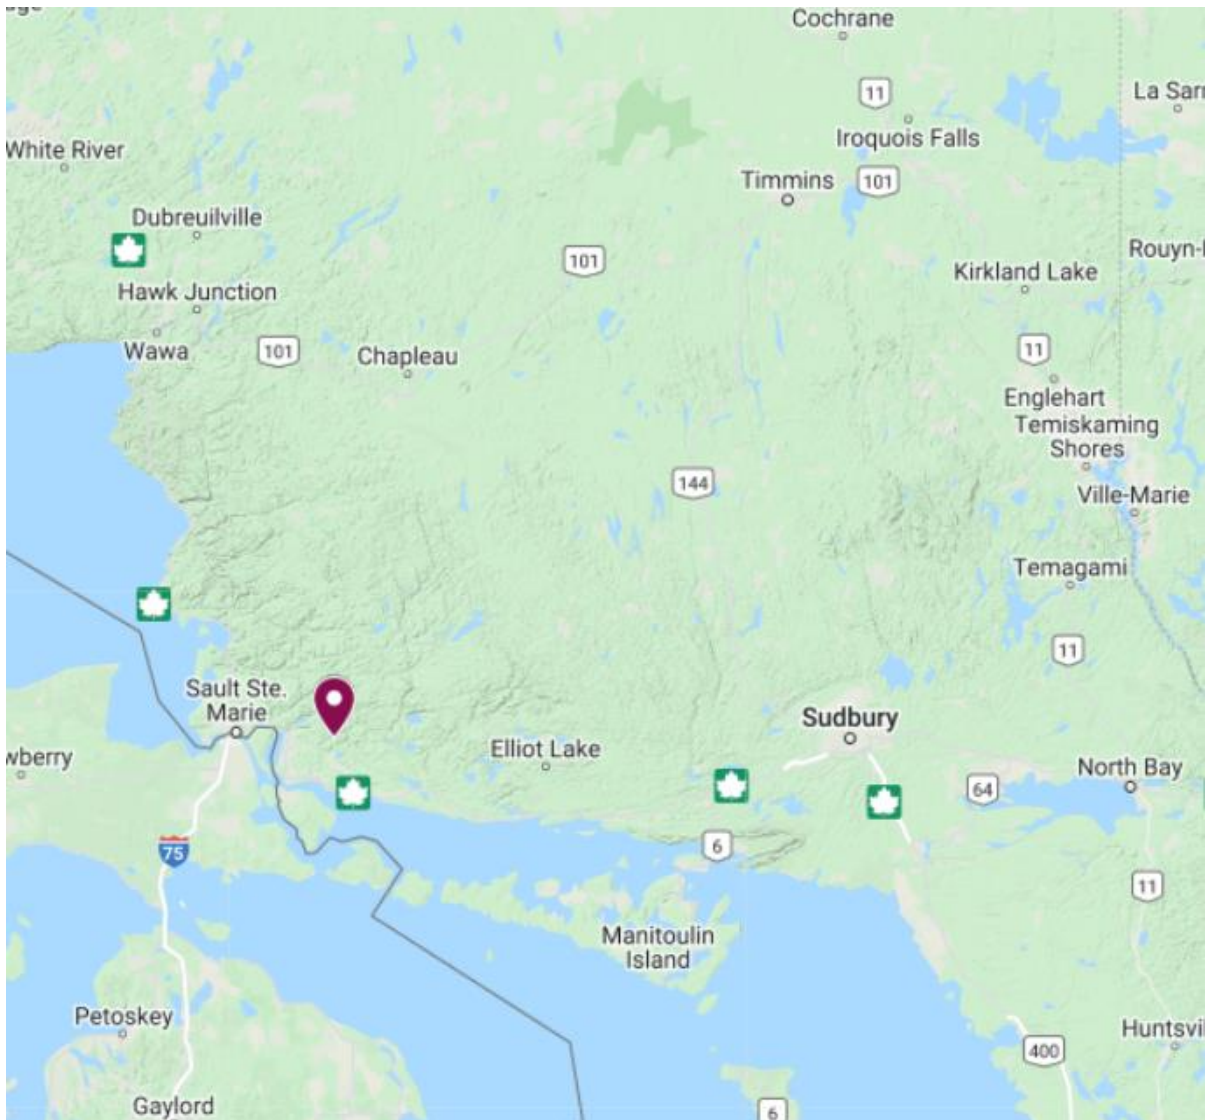 Cochrane
11
La Sarr
Iroquois Falls
White River
Timmins
101
Dubreuilville
101
Rouyn-
Kirkland Lake
Hawk Junction
Wawa
101
Chapleau
11
Englehart
Temiskaming
Shores
144
Ville-Marie
Temagami
11
Sault Ste.
Marie
Sudbury
Elliot Lake
wberry
North Bay
64
75
6
11
Manitoulin
Island
Petoskey
Huntsvi
400
Gaylord
6